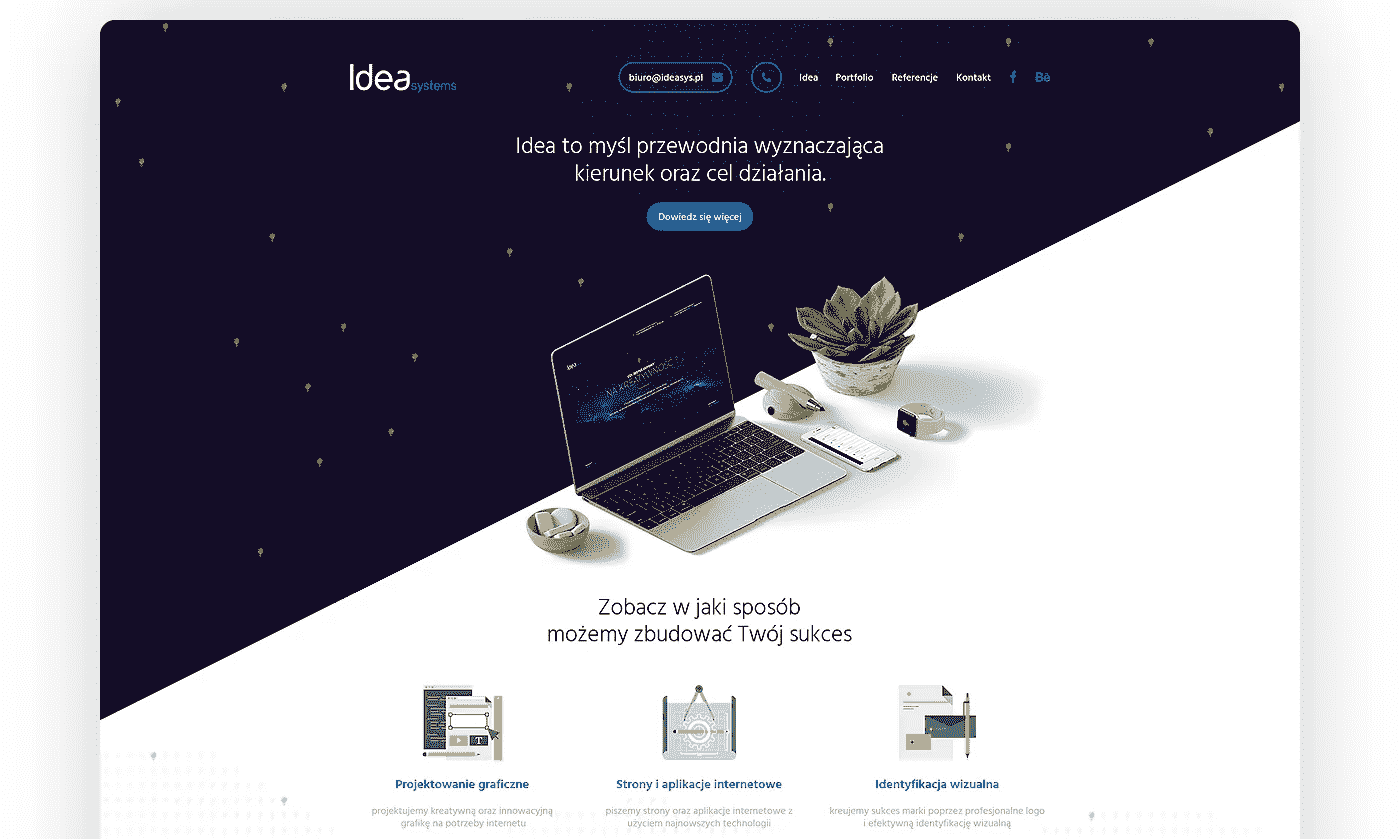 Idea systems
biuro@ideasys.pl
Idea
Portfolio
Referencje
Kontakt
Bē
Idea to myśl przewodnia wyznaczająca
kierunek oraz cel działania.
Dowiedz się więcej
NA KREATYWNOŚĆ
Zobacz w jaki sposób
możemy zbudować Twój sukces
T
Projektowanie graficzne
Strony i aplikacje internetowe
Identyfikacja wizualna
projektujemy kreatywną oraz innowacyjną
grafikę na potrzeby internetu
piszemy strony oraz aplikacje internetowe z
użyciem najnowszych technologii
kreujemy sukces marki poprzez profesjonalne logo
i efektywną identyfikację wizualną